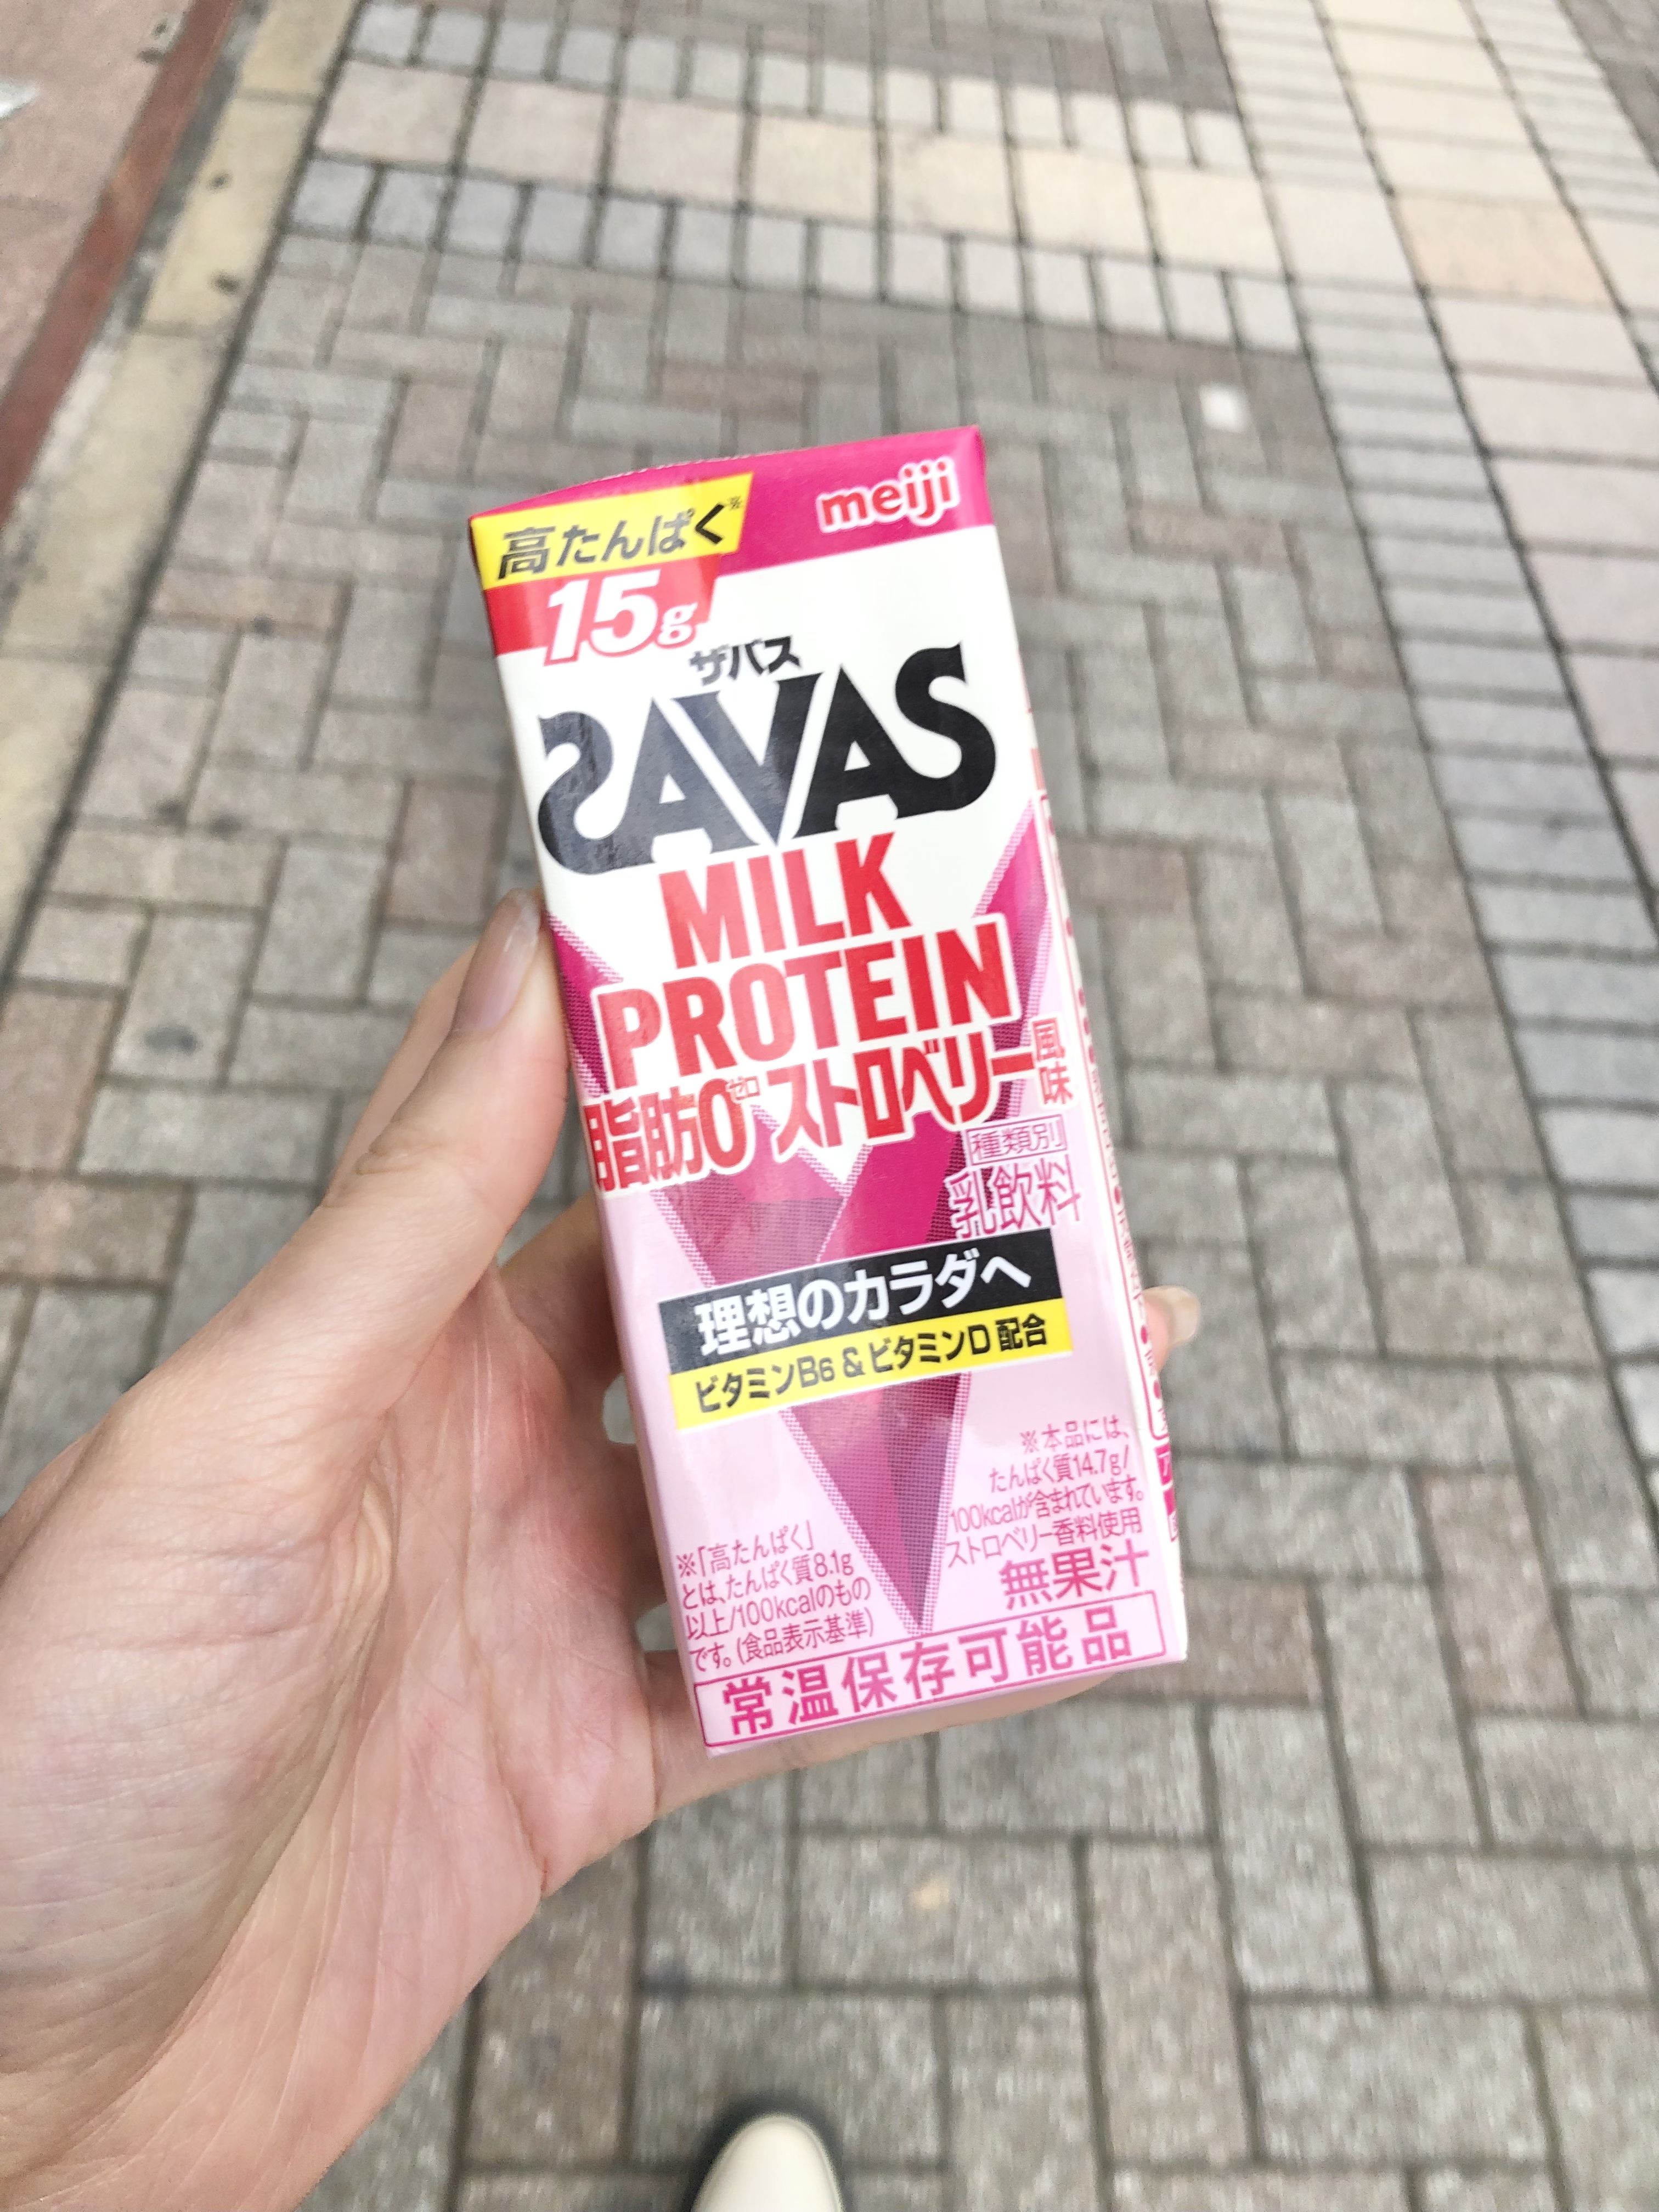 meiji
高たんぱく※
15g
ザバス
SAVAS
MILK
PROTEIN
脂肪0ゼロ ストロベリー風味
種類別
乳飲料
理想のカラダへ
ビタミンB6 & ビタミンD 配合
※本品には、
たんぱく質14.7g/
100kcalが含まれています。
ストロベリー香料使用
無果汁
※「高たんぱく」
とは、たんぱく質8.1g
以上/100kcalのもの
です。(食品表示基準)
常温保存可能品